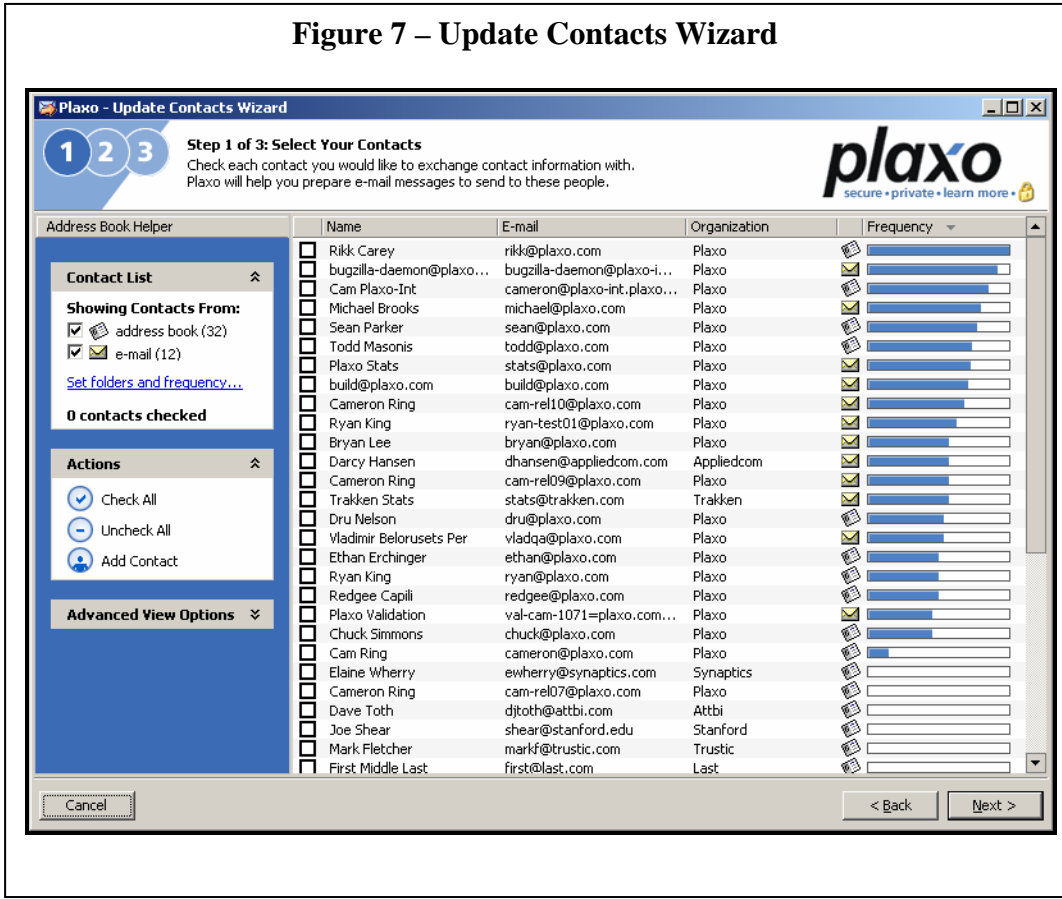 Figure 7 – Update Contacts Wizard
Plaxo - Update Contacts Wizard
1 2 3
Step 1 of 3: Select Your Contacts
Check each contact you would like to exchange contact information with.
Plaxo will help you prepare e-mail messages to send to these people.
plaxo
secure • private • learn more •
Address Book Helper
Contact List
Showing Contacts From:
address book (32)
e-mail (12)
Set folders and frequency...
0 contacts checked
Actions
Check All
Uncheck All
Add Contact
Advanced View Options
Name E-mail Organization Frequency
Rikk Carey rikk@plaxo.com Plaxo
bugzilla-daemon@plaxo... bugzilla-daemon@plaxo-i... Plaxo
Cam Plaxo-Int cameron@plaxo-int.plaxo... Plaxo
Michael Brooks michael@plaxo.com Plaxo
Sean Parker sean@plaxo.com Plaxo
Todd Masonis todd@plaxo.com Plaxo
Plaxo Stats stats@plaxo.com Plaxo
build@plaxo.com build@plaxo.com Plaxo
Cameron Ring cam-rel10@plaxo.com Plaxo
Ryan King ryan-test01@plaxo.com Plaxo
Bryan Lee bryan@plaxo.com Plaxo
Darcy Hansen dhansen@appliedcom.com Appliedcom
Cameron Ring cam-rel09@plaxo.com Plaxo
Trakken Stats stats@trakken.com Trakken
Dru Nelson dru@plaxo.com Plaxo
Vladimir Belorusets Per vladqa@plaxo.com Plaxo
Ethan Erchinger ethan@plaxo.com Plaxo
Ryan King ryan@plaxo.com Plaxo
Redgee Capili redgee@plaxo.com Plaxo
Plaxo Validation val-cam-1071=plaxo.com... Plaxo
Chuck Simmons chuck@plaxo.com Plaxo
Cam Ring cameron@plaxo.com Plaxo
Elaine Wherry ewherry@synaptics.com Synaptics
Cameron Ring cam-rel07@plaxo.com Plaxo
Dave Toth djtoth@attbi.com Attbi
Joe Shear shear@stanford.edu Stanford
Mark Fletcher markf@trustic.com Trustic
First Middle Last first@last.com Last
Cancel
< Back
Next >